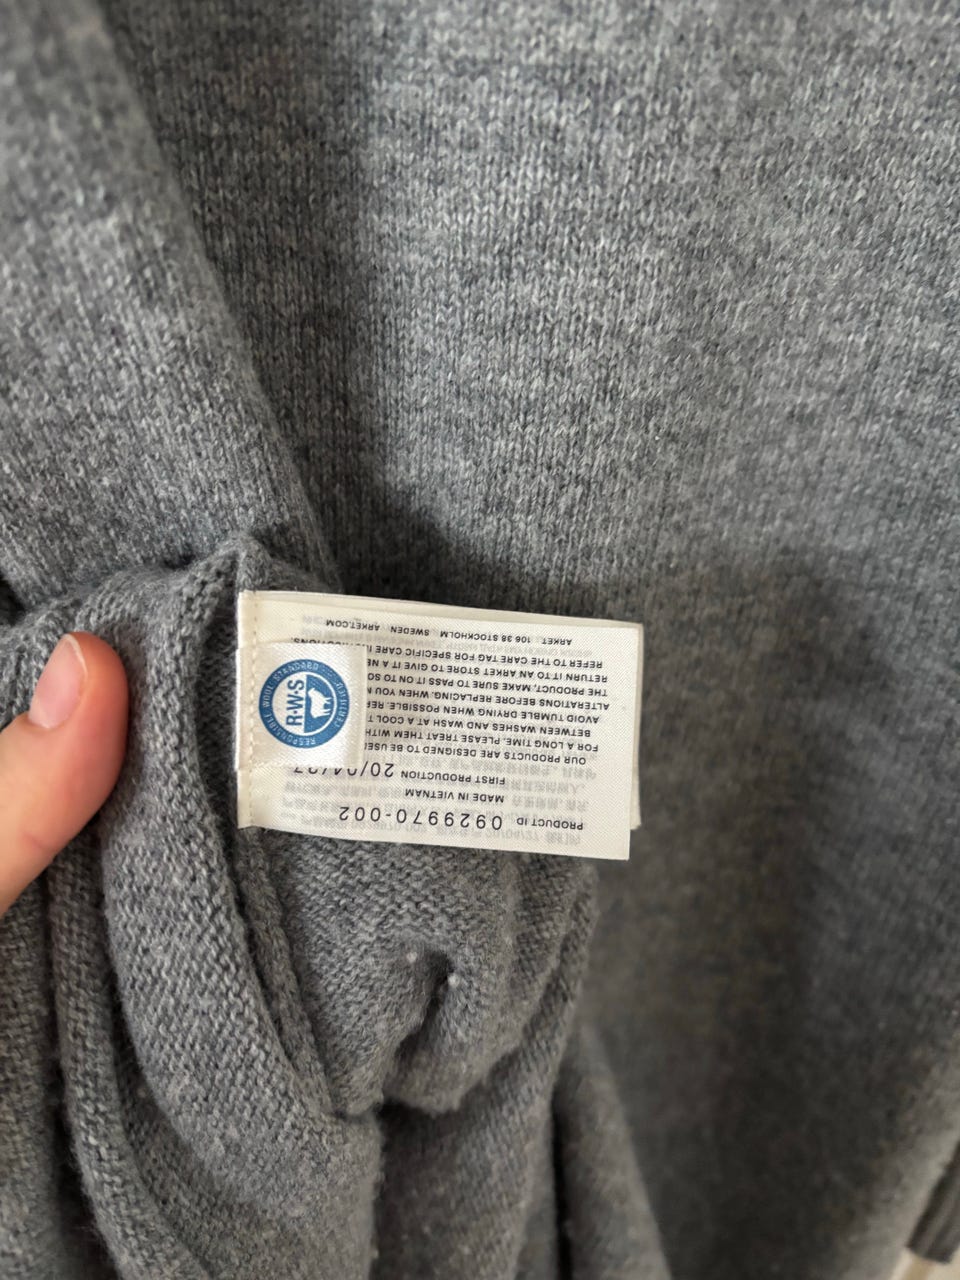 PRODUCT ID 0929970-002
MADE IN VIETNAM
FIRST PRODUCTION 20/04/27
OUR PRODUCTS ARE DESIGNED TO BE USED
FOR A LONG TIME. PLEASE TREAT THEM WITH
BETWEEN WASHES AND WASH AT A COOL T
AVOID TUMBLE DRYING WHEN POSSIBLE. REP
ALTERATIONS BEFORE REPLACING. WHEN YOU N
THE PRODUCT, MAKE SURE TO PASS IT ON TO SO
RETURN IT TO AN ARKET STORE TO GIVE IT A NE
REFER TO THE CARE TAG FOR SPECIFIC CARE INSTRUCTIONS.
ARKET, 106 38 STOCKHOLM SWEDEN ARKET.COM
RESPONSIBLE WOOL STANDARD
R·W·S
CERTIFIED